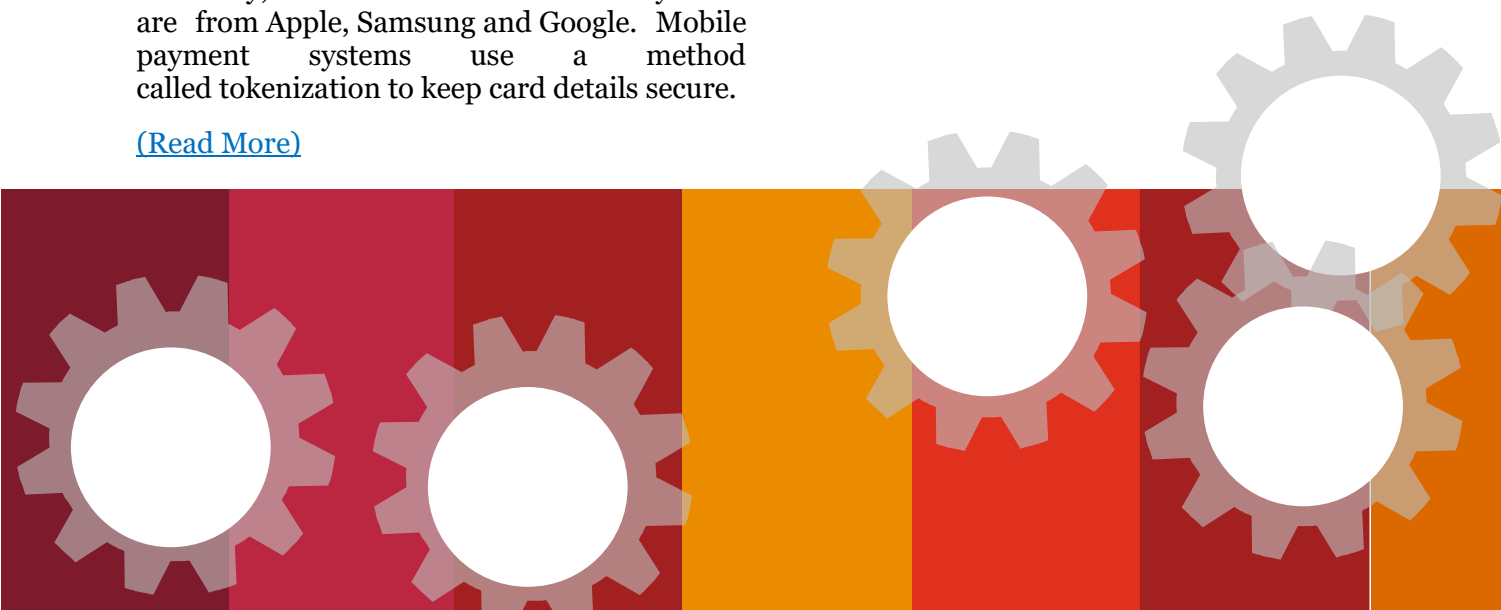 are from Apple, Samsung and Google. Mobile
payment systems use a method
called tokenization to keep card details secure.
(Read More)